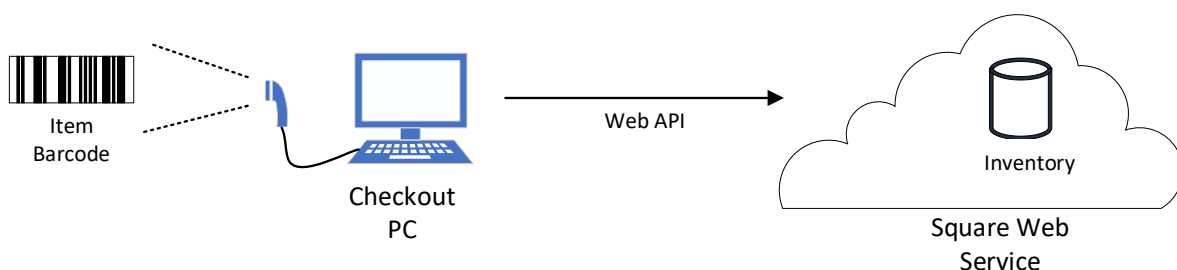 Item
Barcode
Checkout
PC
Web API
Inventory
Square Web
Service